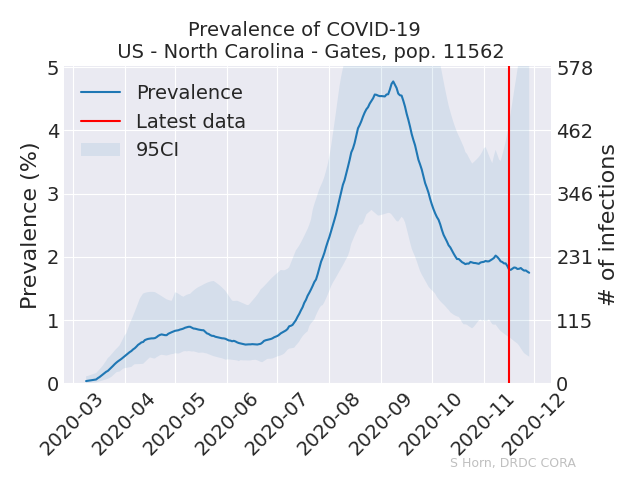 Prevalence of COVID-19
US - North Carolina - Gates, pop. 11562
Prevalence (%)
5
4
3
2
1
0
Prevalence
Latest data
95CI
578
462
346
231
115
0
# of infections
2020-03
2020-04
2020-05
2020-06
2020-07
2020-08
2020-09
2020-10
2020-11
2020-12
S Horn, DRDC CORA